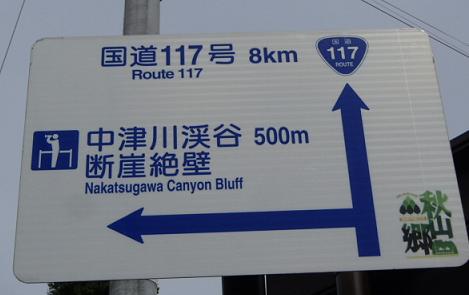 国道117号 8km
Route 117
国道
117
ROUTE
中津川渓谷 500m
断崖絶壁
Nakatsugawa Canyon Bluff
秋山郷